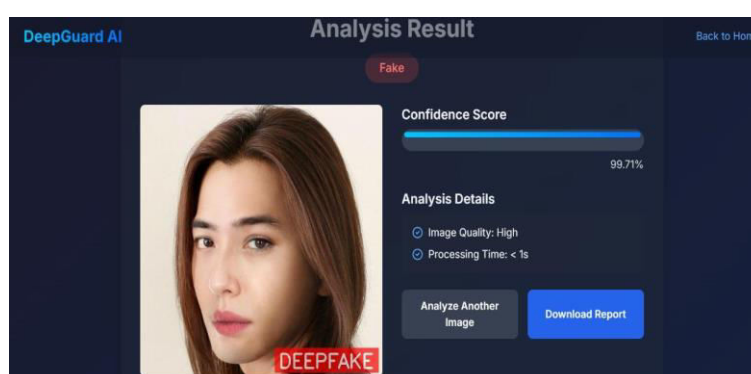 DeepGuard AI
Analysis Result
Back to Hom
Fake
Confidence Score
99.71%
Analysis Details
Image Quality: High
Processing Time: < 1s
Analyze Another
Image
Download Report
DEEPFAKE